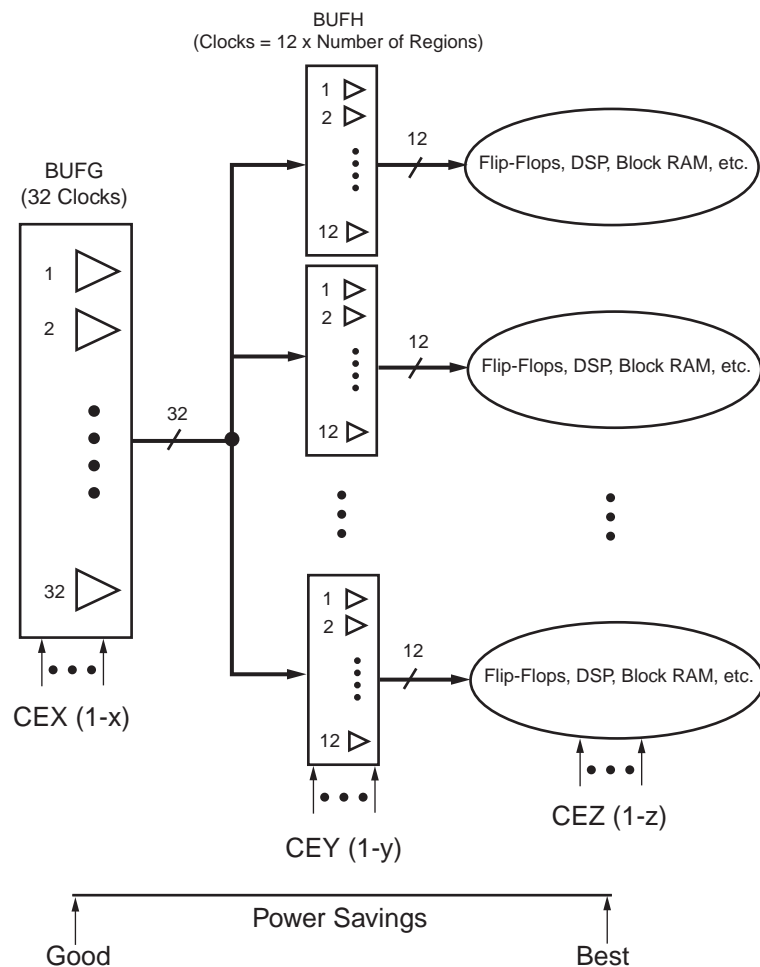 BUFH
(Clocks = 12 x Number of Regions)
1
2
12
12
Flip-Flops, DSP, Block RAM, etc.
BUFG
(32 Clocks)
1
2
32
32
1
2
12
12
Flip-Flops, DSP, Block RAM, etc.
1
2
12
12
Flip-Flops, DSP, Block RAM, etc.
CEX (1-x)
CEY (1-y)
CEZ (1-z)
Power Savings
Good
Best